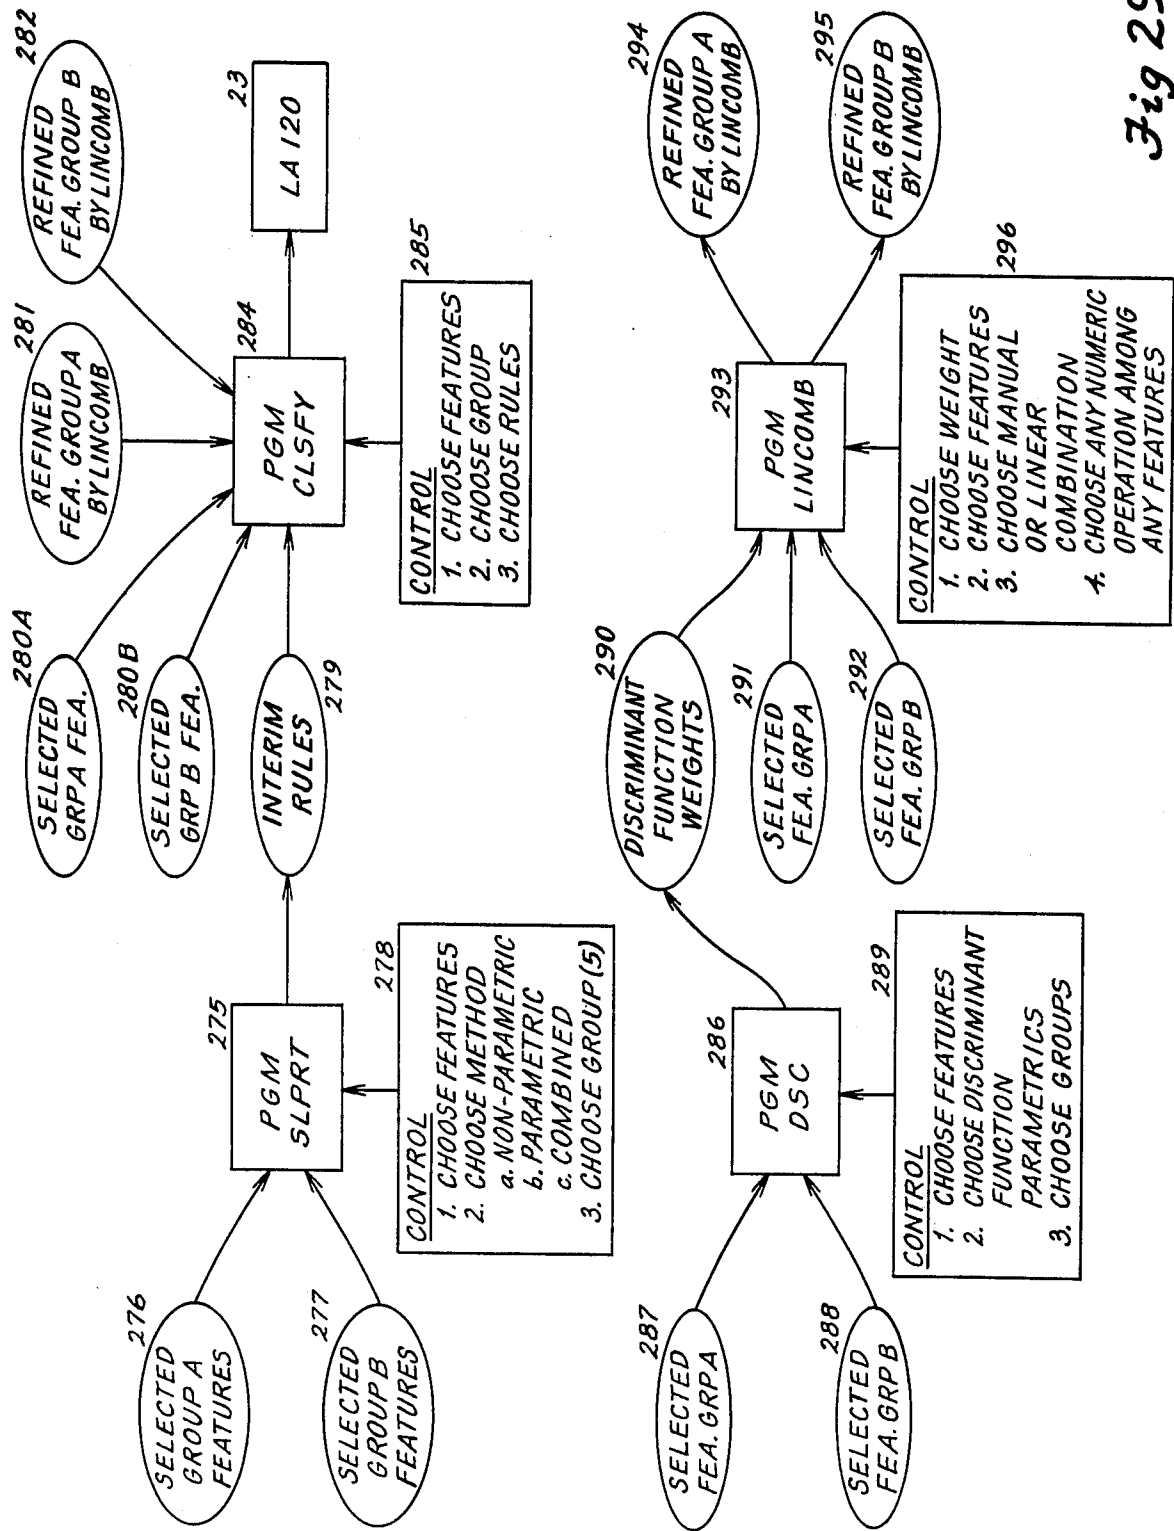 SELECTED
GROUP A
FEATURES
276
SELECTED
GROUP B
FEATURES
277
PGM
SLPRT
275
CONTROL
1. CHOOSE FEATURES
2. CHOOSE METHOD
a. NON-PARAMETRIC
b. PARAMETRIC
c. COMBINED
3. CHOOSE GROUP(S)
278
INTERIM
RULES
279
SELECTED
GRPA FEA.
280A
SELECTED
GRP B FEA.
280B
REFINED
FEA. GROUP A
BY LINCOMB
281
REFINED
FEA. GROUP B
BY LINCOMB
282
PGM
CLSFY
284
LA 120
23
CONTROL
1. CHOOSE FEATURES
2. CHOOSE GROUP
3. CHOOSE RULES
285
SELECTED
FEA. GRPA
287
SELECTED
FEA. GRPB
288
PGM
DSC
286
CONTROL
1. CHOOSE FEATURES
2. CHOOSE DISCRIMINANT
FUNCTION
PARAMETRICS
3. CHOOSE GROUPS
289
DISCRIMINANT
FUNCTION
WEIGHTS
290
SELECTED
FEA. GRPA
291
SELECTED
FEA. GRPB
292
PGM
LINCOMB
293
REFINED
FEA. GROUP A
BY LINCOMB
294
REFINED
FEA. GROUP B
BY LINCOMB
295
CONTROL
1. CHOOSE WEIGHT
2. CHOOSE FEATURES
3. CHOOSE MANUAL
OR LINEAR
COMBINATION
4. CHOOSE ANY NUMERIC
OPERATION AMONG
ANY FEATURES
296
Fig 29